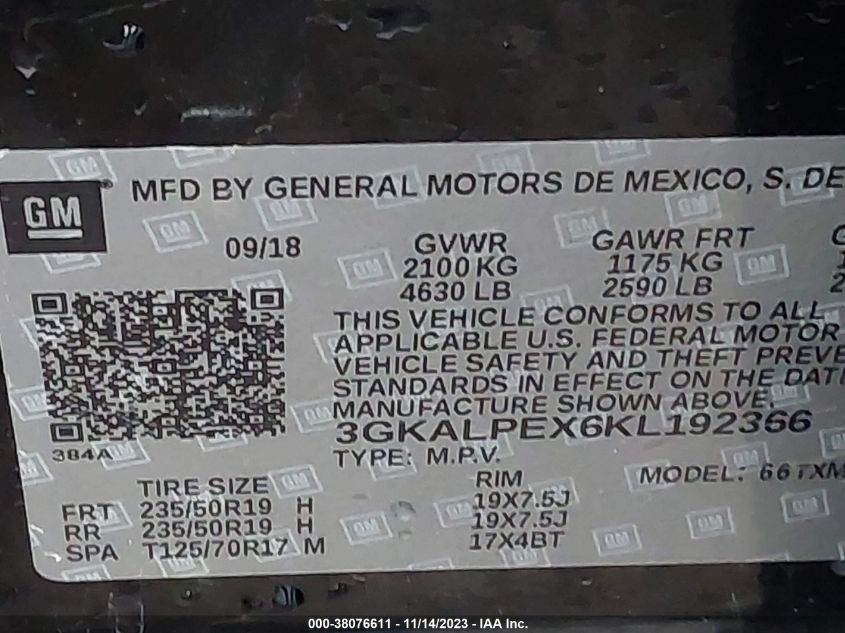 GM
MFD BY GENERAL MOTORS DE MEXICO, S. DE
09/18
GVWR GAWR FRT
2100 KG 1175 KG
4630 LB 2590 LB
THIS VEHICLE CONFORMS TO ALL
APPLICABLE U.S. FEDERAL MOTOR
VEHICLE SAFETY AND THEFT PREVE
STANDARDS IN EFFECT ON THE DAT
MANUFACTURE SHOWN ABOVE.
3GKALPEX6KL192366
384A
TYPE: M.P.V. MODEL: 66TXM
TIRE SIZE RIM
FRT 235/50R19 H 19X7.5J
RR 235/50R19 H 19X7.5J
SPA T125/70R17 M 17X4BT
000-38076611 - 11/14/2023 - IAA Inc.